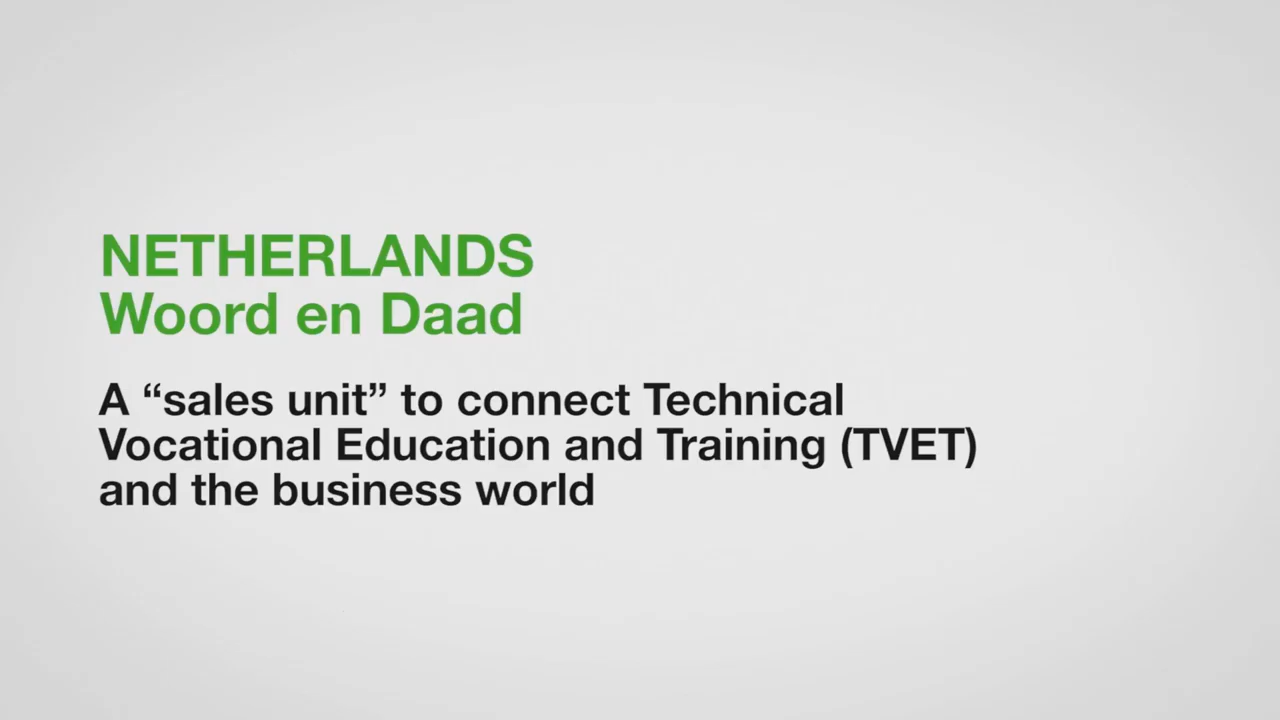 NETHERLANDS
Woord en Daad
A “sales unit” to connect Technical
Vocational Education and Training (TVET)
and the business world